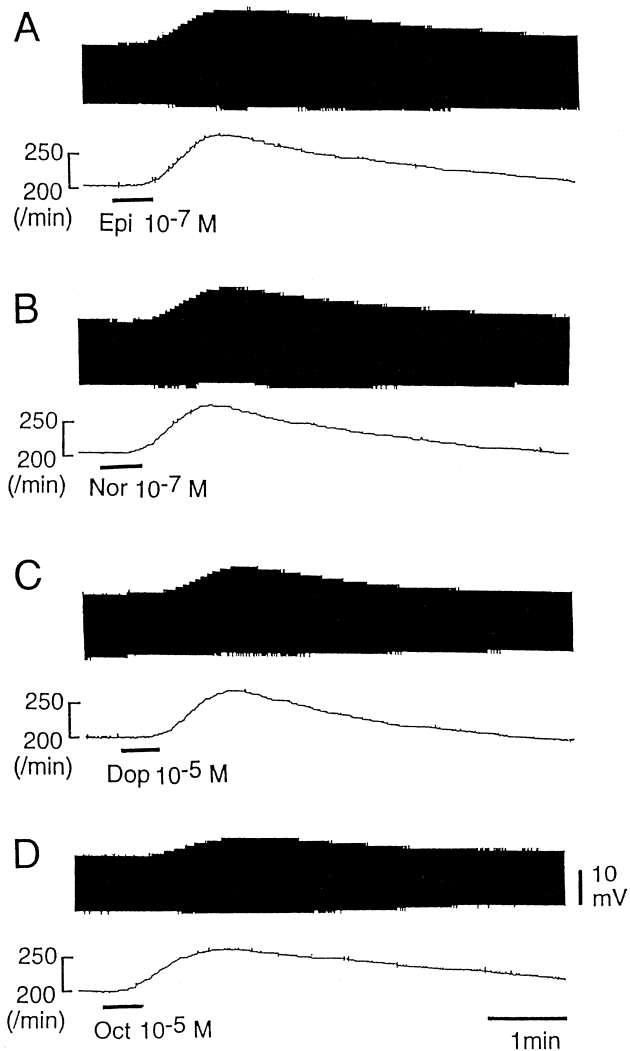 A
250
200
(/min)
Epi 10-7 M
B
250
200
(/min)
Nor 10-7 M
C
250
200
(/min)
Dop 10-5 M
D
10
mV
250
200
(/min)
Oct 10-5 M
1min